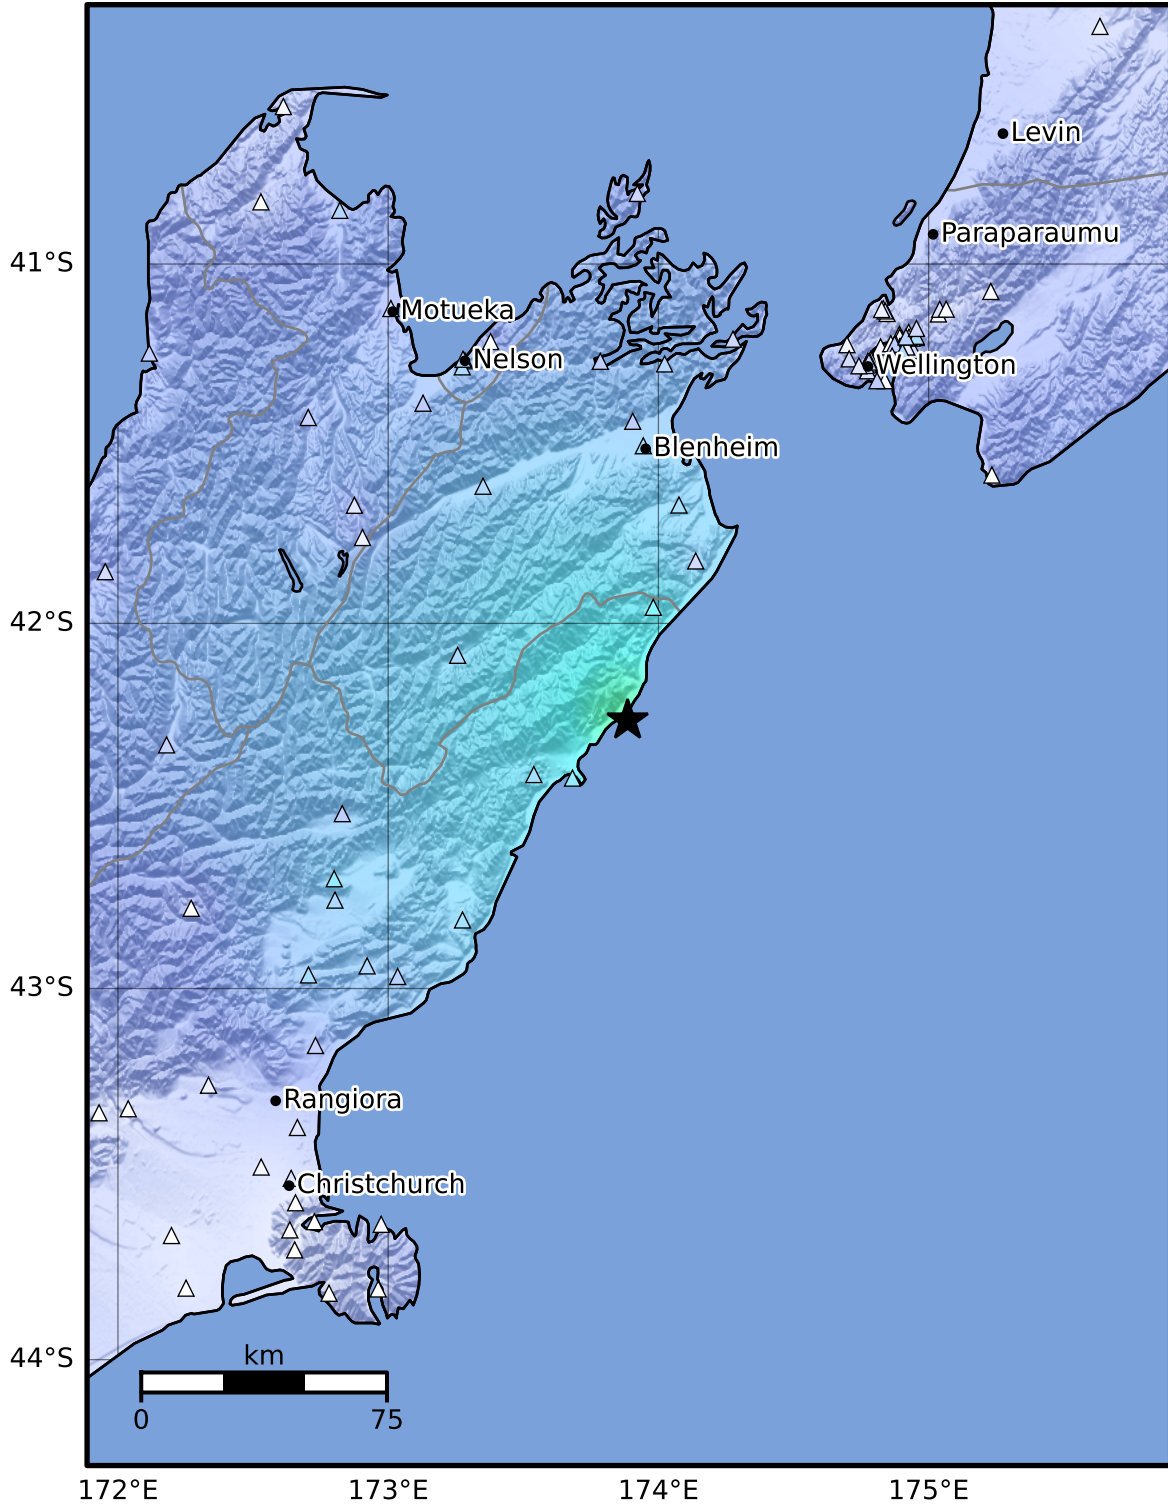 Levin
Paraparaumu
41°S
Motueka
Nelson
Wellington
Blenheim
42°S
43°S
Rangiora
Christchurch
44°S
km
0
75
172°E
173°E
174°E
175°E